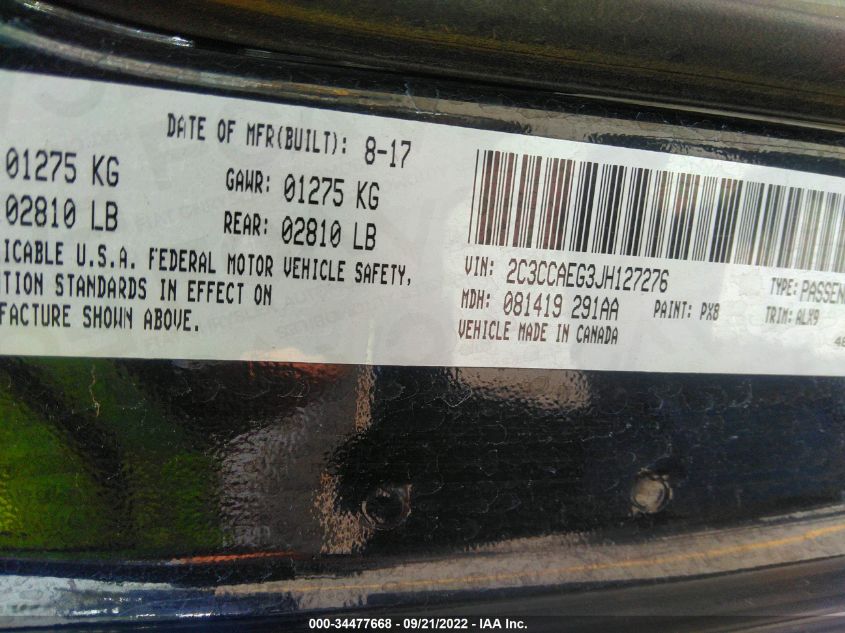 DATE OF MFR(BUILT): 8-17
01275 KG GAWR: 01275 KG
02810 LB REAR: 02810 LB
ICABLE U.S.A. FEDERAL MOTOR VEHICLE SAFETY,
TION STANDARDS IN EFFECT ON
FACTURE SHOWN ABOVE.
VIN: 2C3CCAEG3JH127276 TYPE: PASSEN
MDH: 081419 291AA PAINT: PX8 TRIM: ALX9
VEHICLE MADE IN CANADA 48
000-34477668 - 09/21/2022 - IAA Inc.